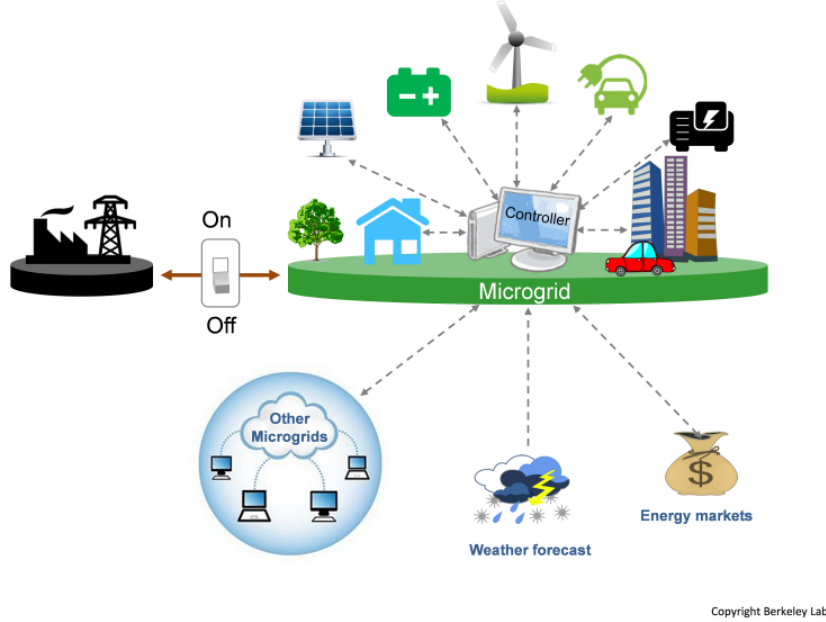 On
Off
Controller
Microgrid
Other
Microgrids
$
Weather forecast
Energy markets
Copyright Berkeley Lab